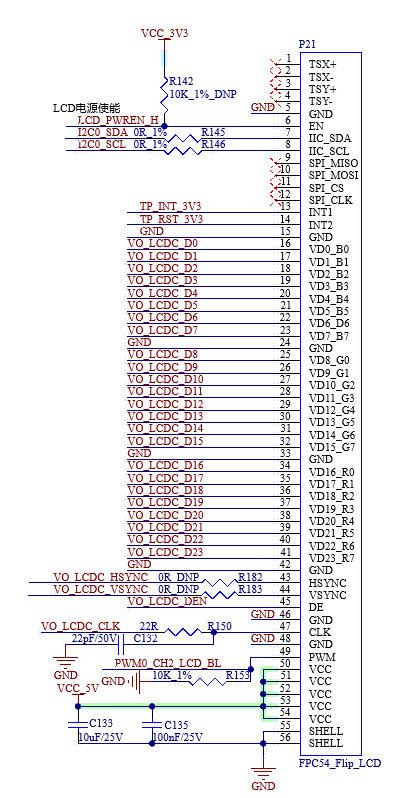 VCC_3V3
P21
R142
10K_1%_DNP
LCD电源使能
LCD_PWREN_H
I2C0_SDA 0R_1% R145
I2C0_SCL 0R_1% R146
GND
1 TSX+
2 TSX-
3 TSY+
4 TSY-
5 GND
6 EN
7 IIC_SDA
8 IIC_SCL
9 SPI_MISO
10 SPI_MOSI
11 SPI_CS
12 SPI_CLK
TP_INT_3V3 13 INT1
TP_RST_3V3 14 INT2
GND 15 GND
VO_LCDC_D0 16 VD0_B0
VO_LCDC_D1 17 VD1_B1
VO_LCDC_D2 18 VD2_B2
VO_LCDC_D3 19 VD3_B3
VO_LCDC_D4 20 VD4_B4
VO_LCDC_D5 21 VD5_B5
VO_LCDC_D6 22 VD6_D6
VO_LCDC_D7 23 VD7_B7
GND 24 GND
VO_LCDC_D8 25 VD8_G0
VO_LCDC_D9 26 VD9_G1
VO_LCDC_D10 27 VD10_G2
VO_LCDC_D11 28 VD11_G3
VO_LCDC_D12 29 VD12_G4
VO_LCDC_D13 30 VD13_G5
VO_LCDC_D14 31 VD14_G6
VO_LCDC_D15 32 VD15_G7
GND 33 GND
VO_LCDC_D16 34 VD16_R0
VO_LCDC_D17 35 VD17_R1
VO_LCDC_D18 36 VD18_R2
VO_LCDC_D19 37 VD19_R3
VO_LCDC_D20 38 VD20_R4
VO_LCDC_D21 39 VD21_R5
VO_LCDC_D22 40 VD22_R6
VO_LCDC_D23 41 VD23_R7
GND 42 GND
VO_LCDC_HSYNC 0R_DNP R182 43 HSYNC
VO_LCDC_VSYNC 0R_DNP R183 44 VSYNC
VO_LCDC_DEN 45 DE
GND 46 GND
VO_LCDC_CLK 22R R150 47 CLK
22pF/50V C132 GND 48 GND
GND
PWM0_CH2_LCD_BL 49 PWM
GND 10K_1% R153
50 VCC
51 VCC
52 VCC
53 VCC
54 VCC
55 SHELL
56 SHELL
VCC_5V
C133
10uF/25V
C135
100nF/25V
FPC54_Flip_LCD
GND